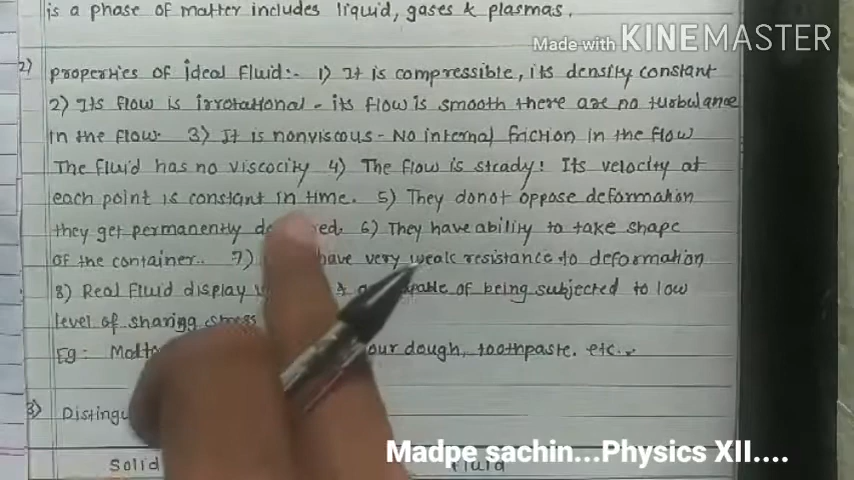 is a phase of matter includes liquid, gases & plasmas.
Made with KINEMASTER
2) properties of ideal fluid:- 1) It is compressible, its density constant
2) Its flow is irrotational - its flow is smooth there are no turbulance
in the flow. 3) It is nonviscous - No internal friction in the flow
The fluid has no viscocity 4) The flow is steady: Its velocity at
each point is constant in time. 5) They donot oppose deformation
they get permanently 6) They have ability to take shape
of the container.. 7) have very weak resistance to deformation
8) Real Fluid display & of being subjected to low
level of sharing stress
Eg: dough, toothpaste. etc..
3) Distingu
Solid fluid
Madpe sachin...Physics XII....